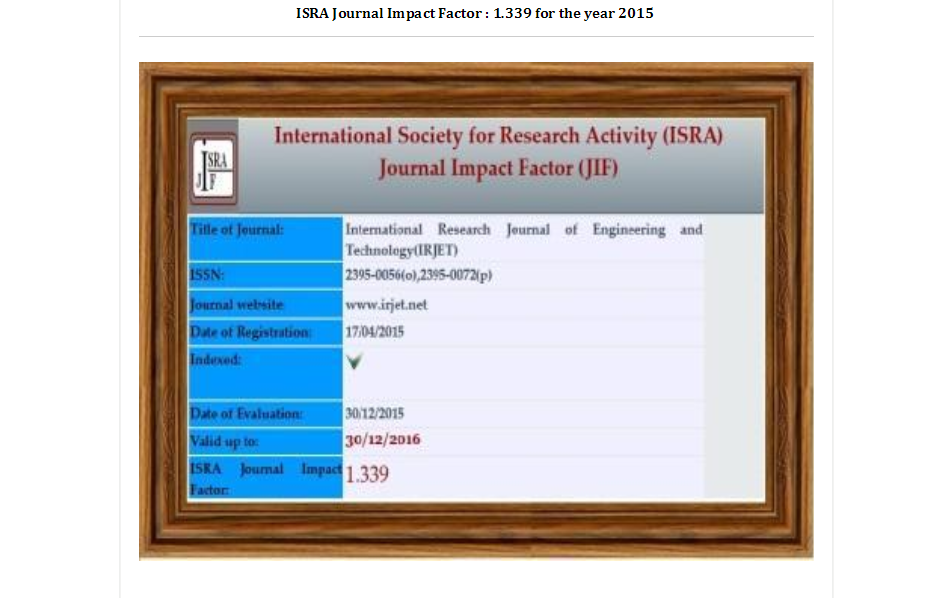 ISRA Journal Impact Factor : 1.339 for the year 2015
International Society for Research Activity (ISRA)
Journal Impact Factor (JIF)
ISRA
JIF
Title of Journal: International Research Journal of Engineering and
Technology(IRJET)
ISSN: 2395-0056(o),2395-0072(p)
Journal website: www.irjet.net
Date of Registration: 17/04/2015
Indexed:
Date of Evaluation: 30/12/2015
Valid up to: 30/12/2016
ISRA Journal Impact 1.339
Factor: